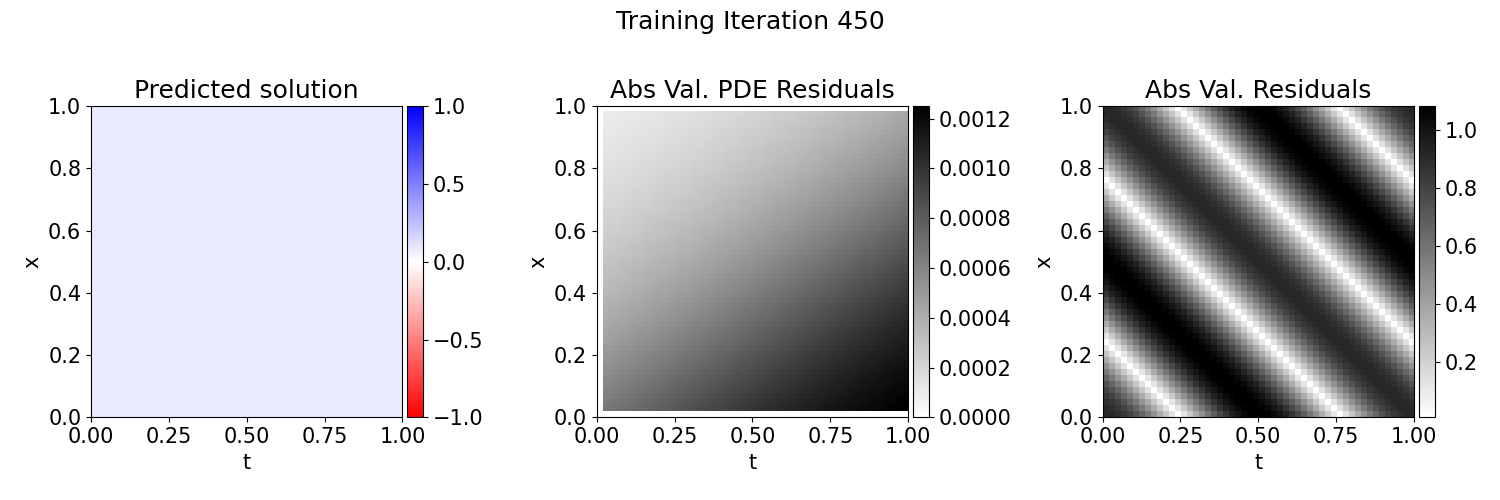 Training Iteration 450
Predicted solution
Abs Val. PDE Residuals
Abs Val. Residuals
1.0
0.8
0.6
0.4
0.2
0.0
x
0.00 0.25 0.50 0.75 1.00
t
1.0
0.5
0.0
−0.5
−1.0
1.0
0.8
0.6
0.4
0.2
0.0
x
0.00 0.25 0.50 0.75 1.00
t
0.0012
0.0010
0.0008
0.0006
0.0004
0.0002
0.0000
1.0
0.8
0.6
0.4
0.2
0.0
x
0.00 0.25 0.50 0.75 1.00
t
1.0
0.8
0.6
0.4
0.2